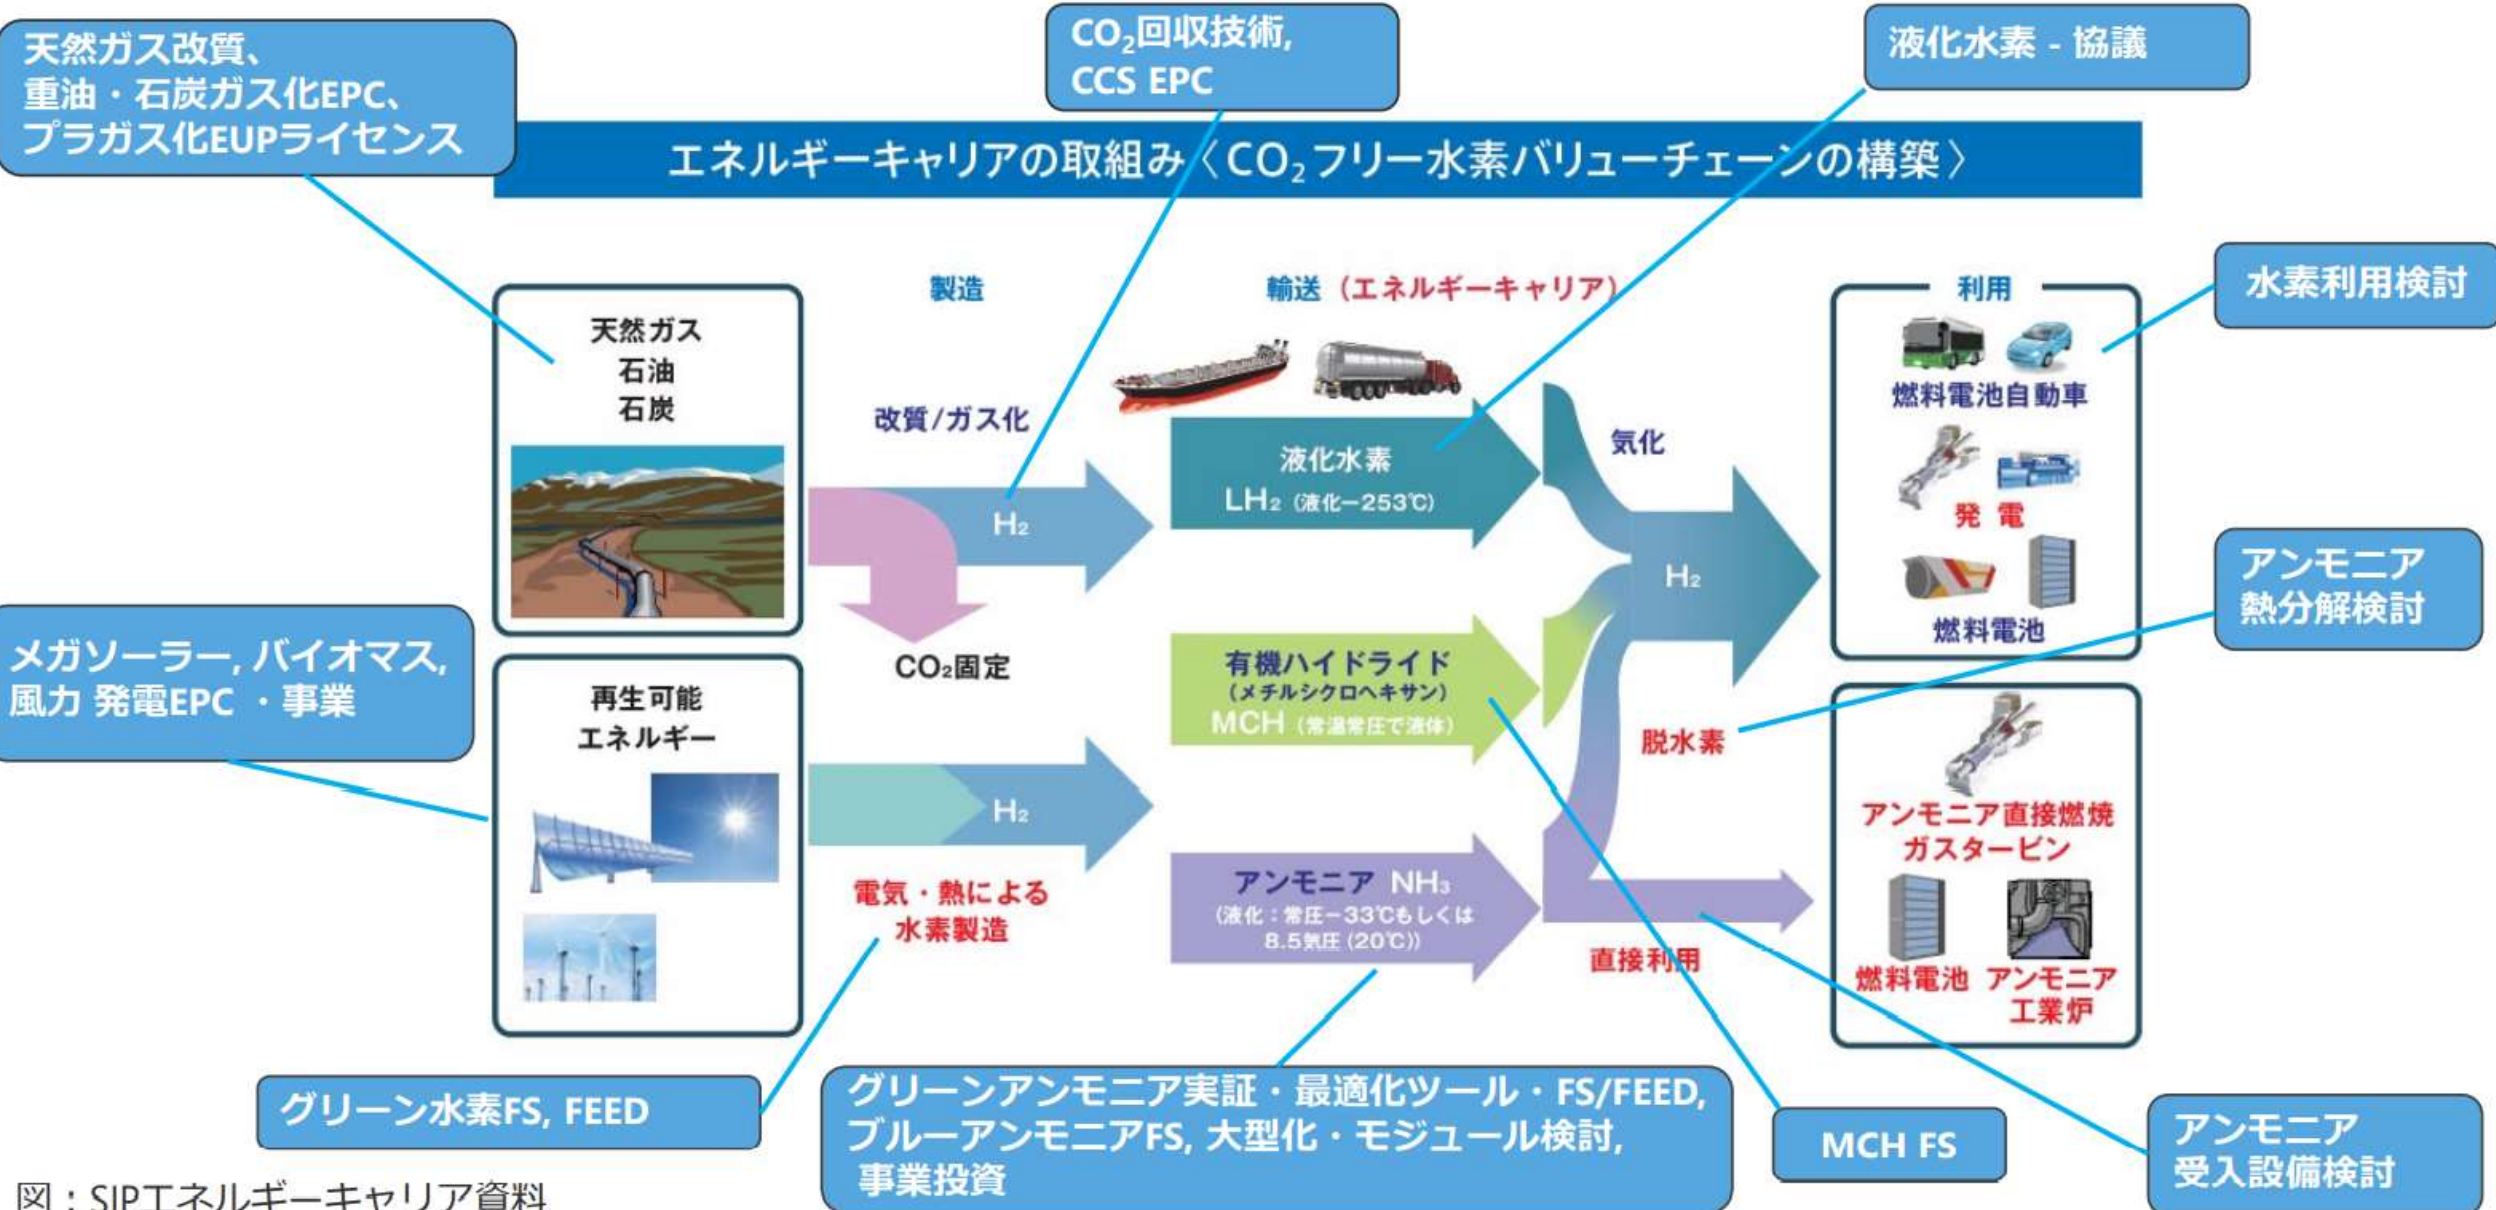 天然ガス改質、
重油・石炭ガス化EPC、
プラガス化EUPライセンス
CO₂回収技術,
CCS EPC
液化水素 - 協議
エネルギーキャリアの取組み〈CO₂フリー水素バリューチェーンの構築〉
製造
輸送（エネルギーキャリア）
利用
水素利用検討
天然ガス
石油
石炭
改質/ガス化
H₂
CO₂固定
液化水素
LH₂（液化−253℃）
気化
H₂
燃料電池自動車
発 電
燃料電池
アンモニア
熱分解検討
メガソーラー, バイオマス,
風力 発電EPC ・事業
再生可能
エネルギー
H₂
電気・熱による
水素製造
有機ハイドライド
（メチルシクロヘキサン）
MCH（常温常圧で液体）
脱水素
アンモニア NH₃
（液化：常圧−33℃もしくは
8.5気圧（20℃））
直接利用
アンモニア直接燃焼
ガスタービン
燃料電池
アンモニア
工業炉
グリーン水素FS, FEED
グリーンアンモニア実証・最適化ツール・FS/FEED,
ブルーアンモニアFS, 大型化・モジュール検討,
事業投資
MCH FS
アンモニア
受入設備検討
図：SIPエネルギーキャリア資料